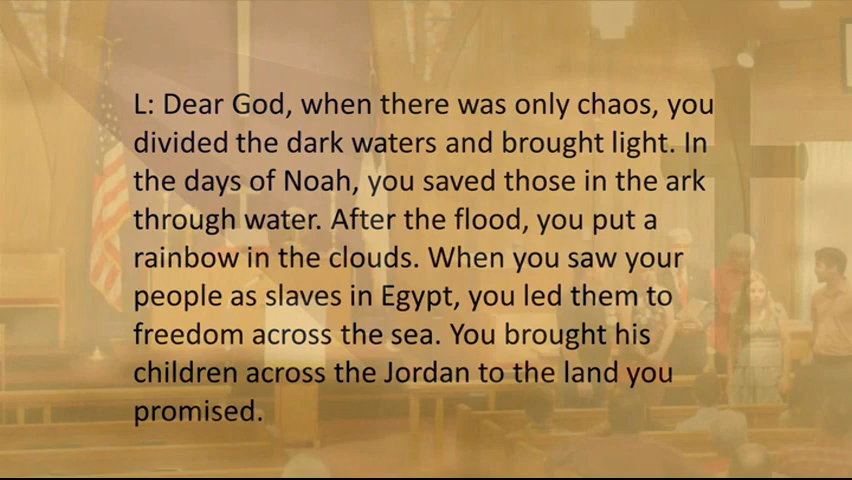 L: Dear God, when there was only chaos, you
divided the dark waters and brought light. In
the days of Noah, you saved those in the ark
through water. After the flood, you put a
rainbow in the clouds. When you saw your
people as slaves in Egypt, you led them to
freedom across the sea. You brought his
children across the Jordan to the land you
promised.